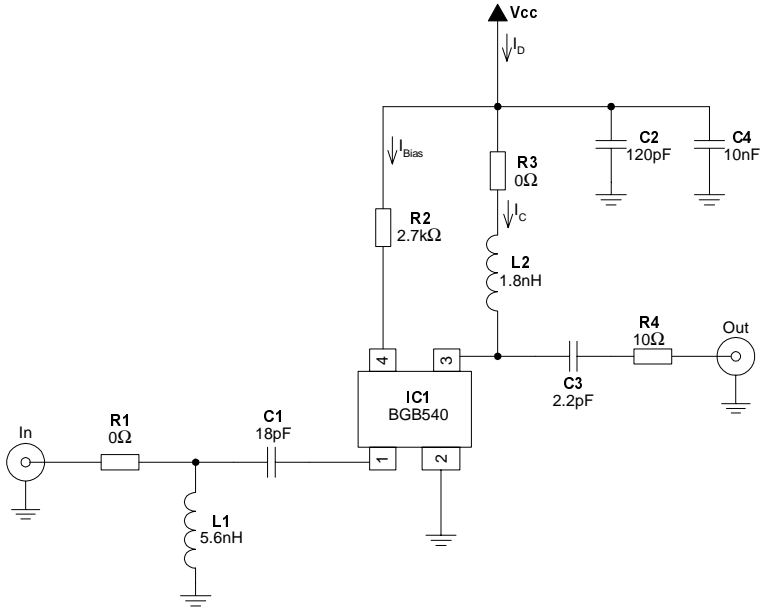 Vcc
I_D
I_Bias
R3
0Ω
C2
120pF
C4
10nF
R2
2.7kΩ
I_C
L2
1.8nH
R4
10Ω
Out
4
3
C3
2.2pF
IC1
BGB540
In
R1
0Ω
C1
18pF
1
2
L1
5.6nH